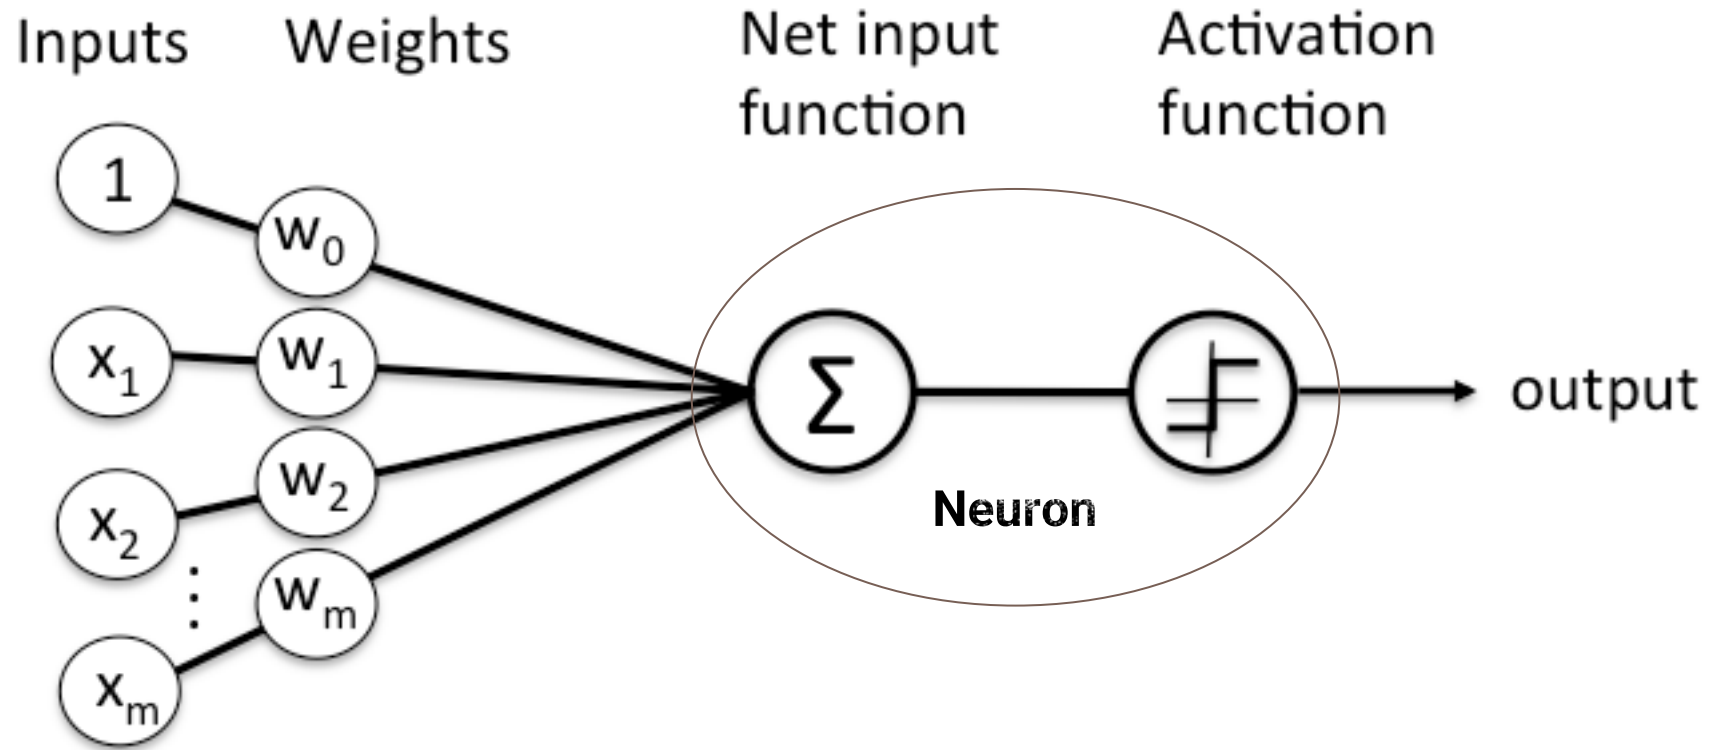 Inputs
Weights
Net input
function
Activation
function
1
w₀
x₁
w₁
x₂
w₂
⋮
xₘ
wₘ
Σ
Neuron
output